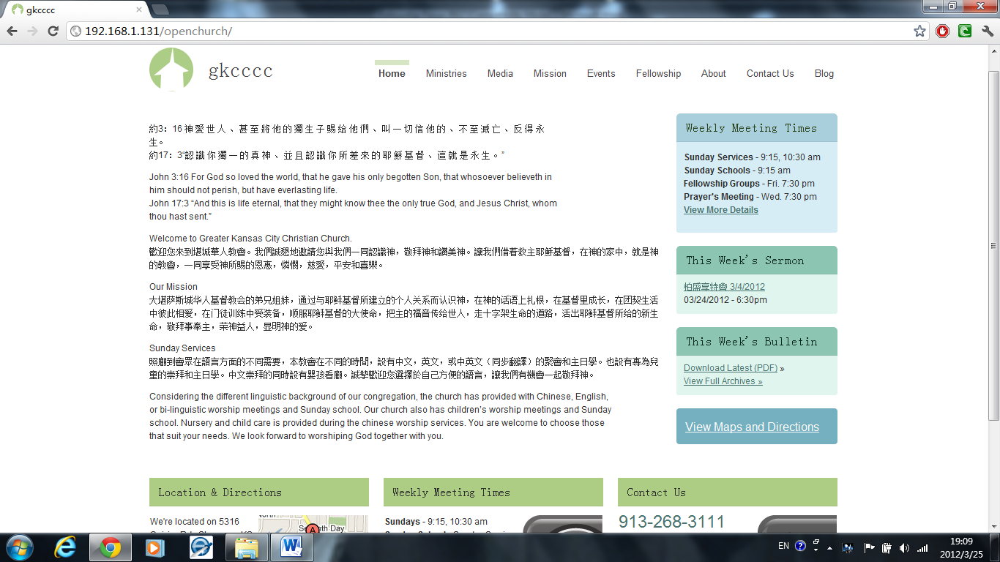 gkcccc
192.168.1.131/openchurch/
gkcccc
Home Ministries Media Mission Events Fellowship About Contact Us Blog
約3：16 神愛世人、甚至將他的獨生子賜給他們、叫一切信他的、不至滅亡、反得永
生。
約17：3“認識你獨一的真神、並且認識你所差來的耶穌基督、這就是永生。”
John 3:16 For God so loved the world, that he gave his only begotten Son, that whosoever believeth in
him should not perish, but have everlasting life.
John 17:3 “And this is life eternal, that they might know thee the only true God, and Jesus Christ, whom
thou hast sent.”
Welcome to Greater Kansas City Christian Church.
歡迎您來到堪城華人教會。我們誠懇地邀請您與我們一同認識神，敬拜神和讚美神。讓我們借着救主耶穌基督，在神的家中，就是神
的教會，一同享受神所賜的恩惠，憐憫，慈愛，平安和喜樂。
Our Mission
大堪萨斯城华人基督教会的弟兄姐妹，通过与耶稣基督所建立的个人关系而认识神，在神的话语上扎根，在基督里成长，在团契生活
中彼此相爱，在门徒训练中受装备，顺服耶稣基督的大使命，把主的福音传给世人，走十字架生命的道路，活出耶稣基督所给的新生
命，敬拜事奉主，荣神益人，显明神的爱。
Sunday Services
照顧到會眾在語言方面的不同需要，本教會在不同的時間，設有中文，英文，或中英文（同步翻譯）的聚會和主日學。也設有專為兒
童的崇拜和主日學。中文崇拜的同時設有嬰孩看顧。誠摯歡迎您選擇於自己方便的語言，讓我們有機會一起敬拜神。
Considering the different linguistic background of our congregation, the church has provided with Chinese, English,
or bi-linguistic worship meetings and Sunday school. Our church also has children's worship meetings and Sunday
school. Nursery and child care is provided during the chinese worship services. You are welcome to choose those
that suit your needs. We look forward to worshiping God together with you.
Weekly Meeting Times
Sunday Services - 9:15, 10:30 am
Sunday Schools - 9:15 am
Fellowship Groups - Fri. 7:30 pm
Prayer's Meeting - Wed. 7:30 pm
View More Details
This Week's Sermon
柏盛享特會 3/4/2012
03/24/2012 - 6:30pm
This Week's Bulletin
Download Latest (PDF) »
View Full Archives »
View Maps and Directions
Location & Directions
We're located on 5316
Seventh Day
A
Weekly Meeting Times
Sundays - 9:15, 10:30 am
Contact Us
913-268-3111
EN
19:09
2012/3/25